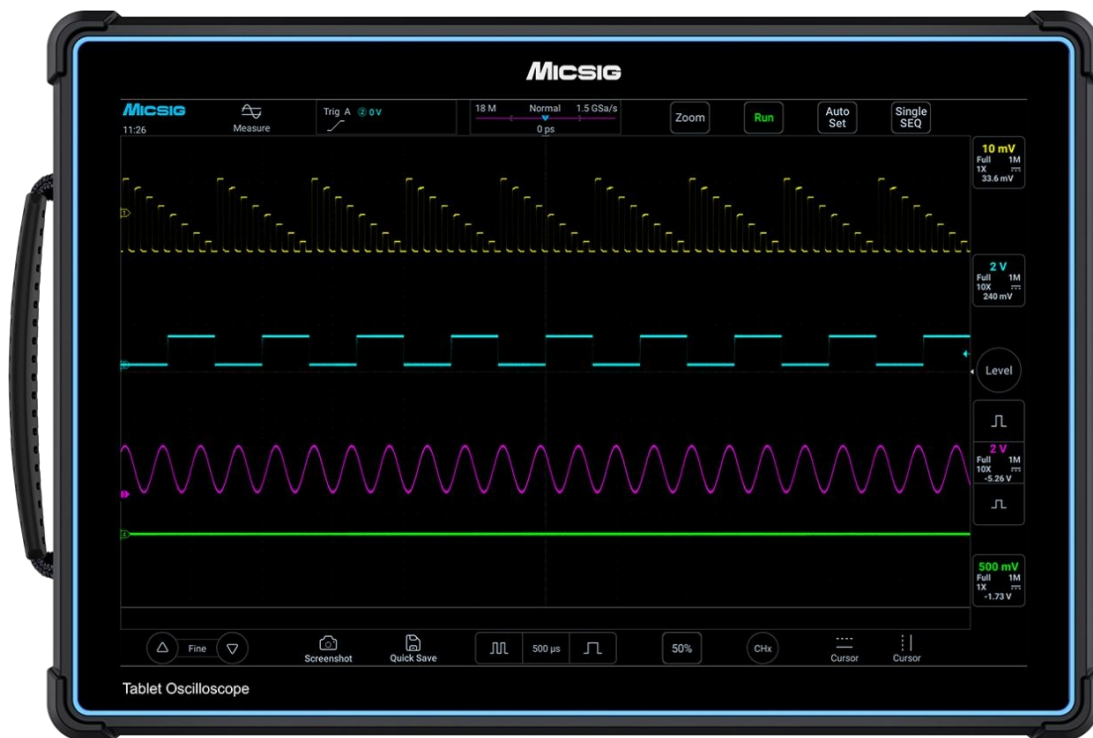 MICSIG
MICSIG
11:26
Measure
Trig A ② 0 V
18 M Normal 1.5 GSa/s
0 ps
Zoom
Run
Auto
Set
Single
SEQ
10 mV
Full 1M
1X
33.6 mV
1
2 V
Full 1M
10X
240 mV
Level
2 V
Full 1M
10X
-5.26 V
4
500 mV
Full 1M
1X
-1.73 V
Fine
Screenshot
Quick Save
500 μs
50%
CHx
Cursor
Cursor
Tablet Oscilloscope